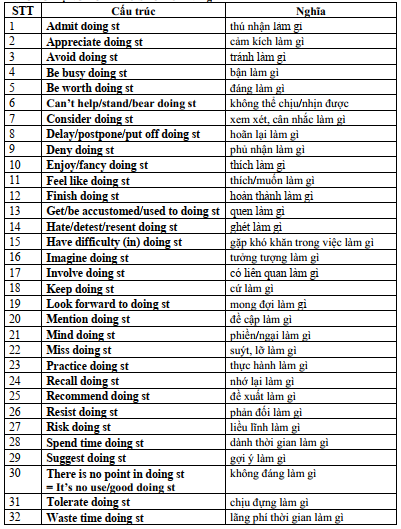 STT Cấu trúc Nghĩa
1 Admit doing st thú nhận làm gì
2 Appreciate doing st cảm kích làm gì
3 Avoid doing st tránh làm gì
4 Be busy doing st bận làm gì
5 Be worth doing st đáng làm gì
6 Can’t help/stand/bear doing st không thể chịu/nhịn được
7 Consider doing st xem xét, cân nhắc làm gì
8 Delay/postpone/put off doing st hoãn lại làm gì
9 Deny doing st phủ nhận làm gì
10 Enjoy/fancy doing st thích làm gì
11 Feel like doing st thích/muốn làm gì
12 Finish doing st hoàn thành làm gì
13 Get/be accustomed/used to doing st quen làm gì
14 Hate/detest/resent doing st ghét làm gì
15 Have difficulty (in) doing st gặp khó khăn trong việc làm gì
16 Imagine doing st tưởng tượng làm gì
17 Involve doing st có liên quan làm gì
18 Keep doing st cứ làm gì
19 Look forward to doing st mong đợi làm gì
20 Mention doing st đề cập làm gì
21 Mind doing st phiền/ngại làm gì
22 Miss doing st suýt, lỡ làm gì
23 Practice doing st thực hành làm gì
24 Recall doing st nhớ lại làm gì
25 Recommend doing st đề xuất làm gì
26 Resist doing st phản đối làm gì
27 Risk doing st liều lĩnh làm gì
28 Spend time doing st dành thời gian làm gì
29 Suggest doing st gợi ý làm gì
30 There is no point in doing st không đáng làm gì
= It’s no use/good doing st
31 Tolerate doing st chịu đựng làm gì
32 Waste time doing st lãng phí thời gian làm gì